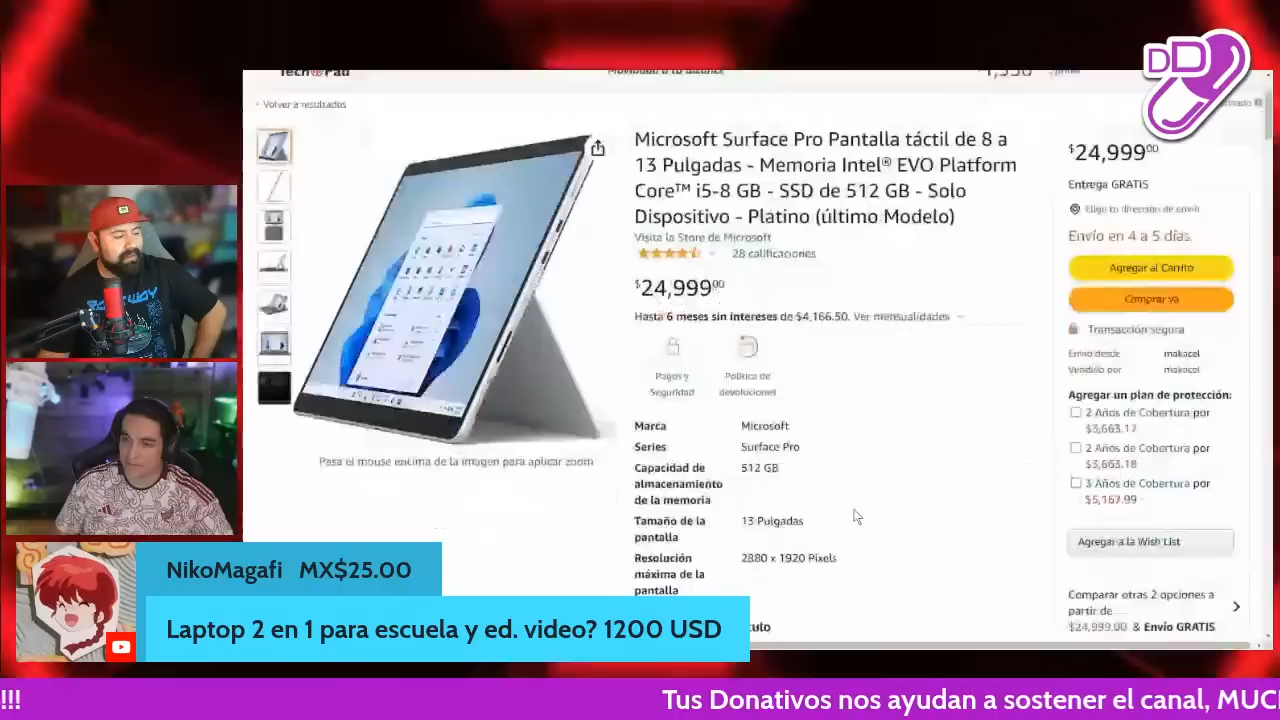 Tech Pad
DD
‹ Volver a resultados
Microsoft Surface Pro Pantalla táctil de 8 a
13 Pulgadas - Memoria Intel® EVO Platform
Core™ i5-8 GB - SSD de 512 GB - Solo
Dispositivo - Platino (último Modelo)
Visita la Store de Microsoft
28 calificaciones
$24,999.00
Hasta 6 meses sin intereses de $4,166.50. Ver mensualidades
Pagos y
Seguridad
Política de
devoluciones
Marca Microsoft
Series Surface Pro
Capacidad de
almacenamiento
de la memoria
512 GB
Tamaño de la
pantalla
13 Pulgadas
Resolución
máxima de la
pantalla
2880 x 1920 Pixels
Pasa el mouse encima de la imagen para aplicar zoom
$24,999.00
Entrega GRATIS
Elige tu dirección de envío
Envío en 4 a 5 días.
Agregar al Carrito
Comprar ya
Transacción segura
Envío desde makacel
Vendido por makacel
Agregar un plan de protección:
2 Años de Cobertura por
$3,663.17
2 Años de Cobertura por
$3,663.18
3 Años de Cobertura por
$5,167.99
Agregar a la Wish List
Comparar otras 2 opciones a
partir de
$24,999.00 & Envío GRATIS
NikoMagafi MX$25.00
Laptop 2 en 1 para escuela y ed. video? 1200 USD
!!! Tus Donativos nos ayudan a sostener el canal, MUC